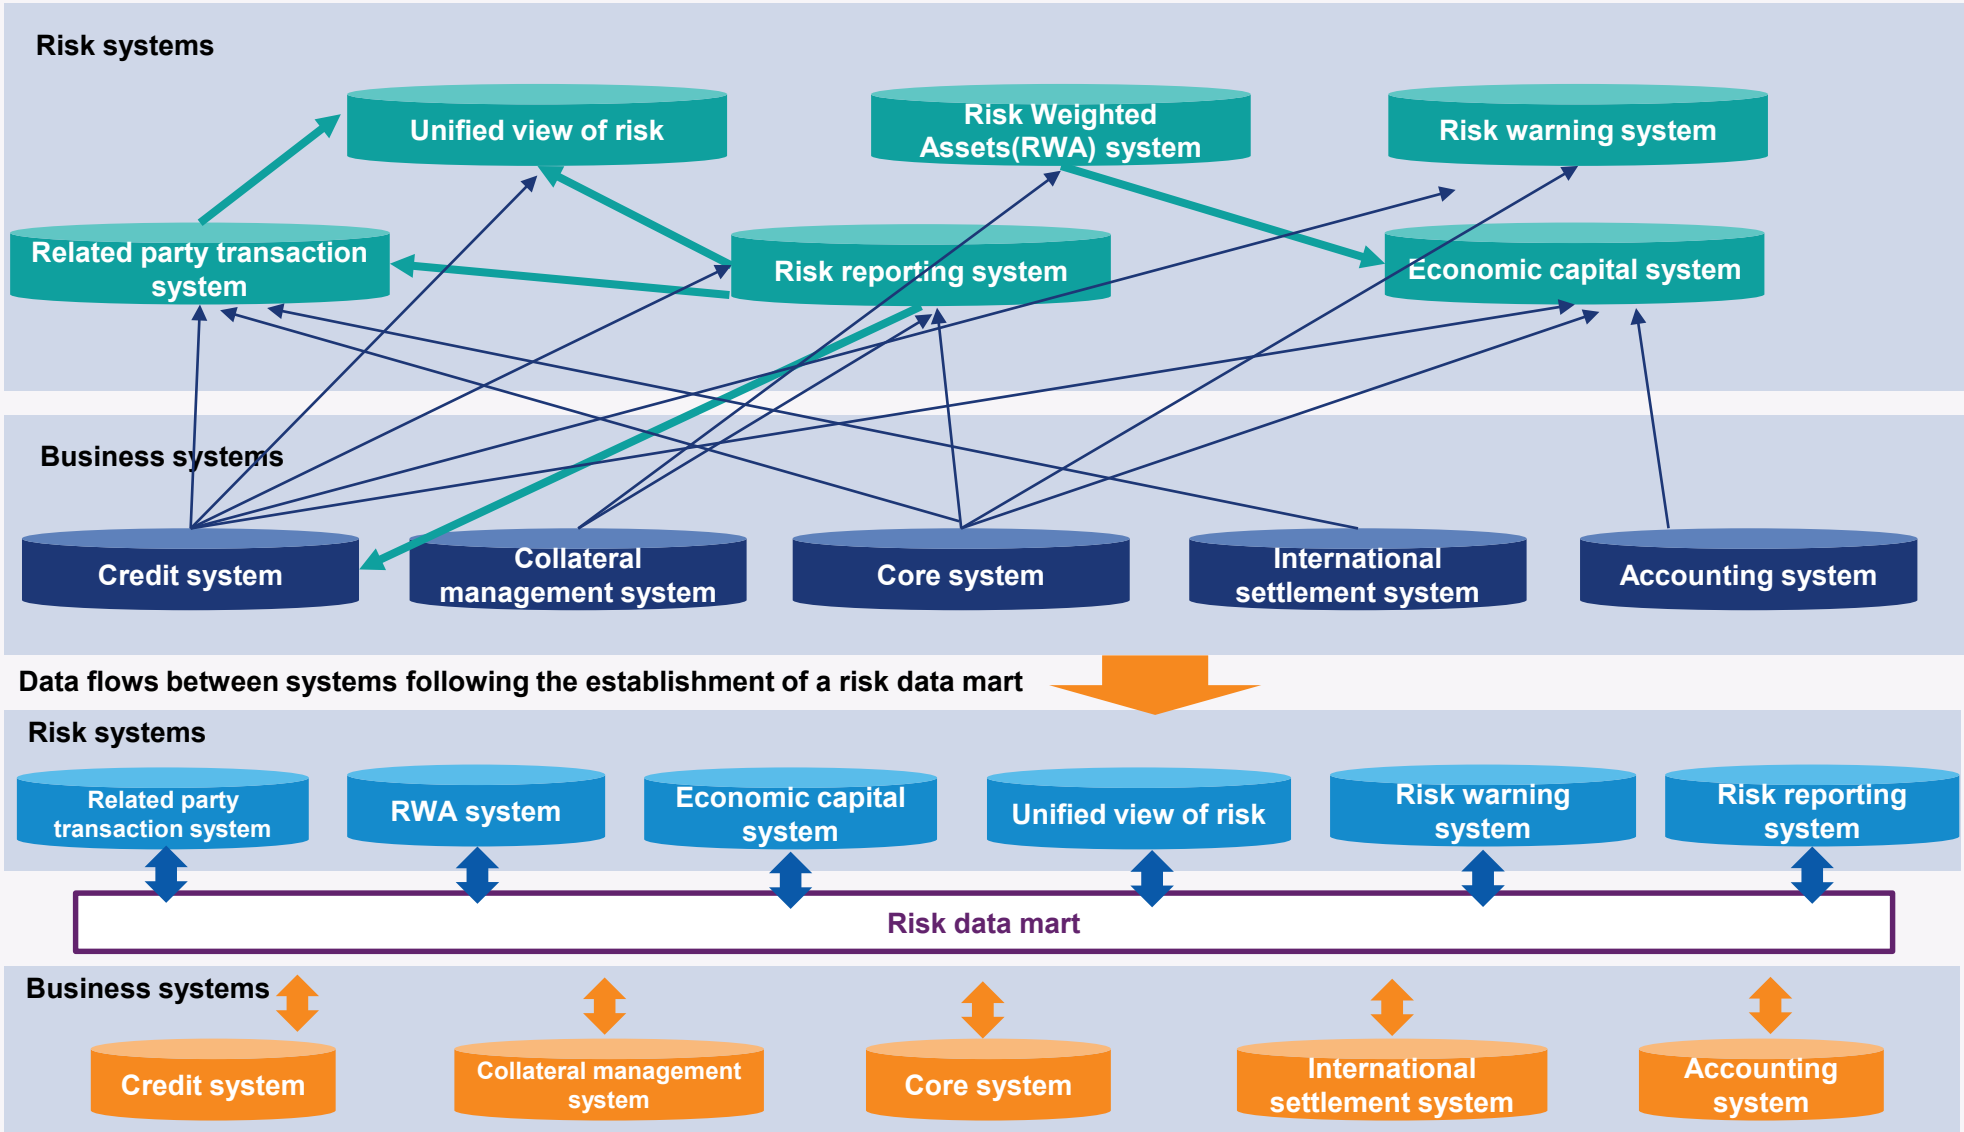 Risk systems
Unified view of risk
Risk Weighted
Assets(RWA) system
Risk warning system
Related party transaction
system
Risk reporting system
Economic capital system
Business systems
Credit system
Collateral
management system
Core system
International
settlement system
Accounting system
Data flows between systems following the establishment of a risk data mart
Risk systems
Related party
transaction system
RWA system
Economic capital
system
Unified view of risk
Risk warning
system
Risk reporting
system
Risk data mart
Business systems
Credit system
Collateral management
system
Core system
International
settlement system
Accounting
system